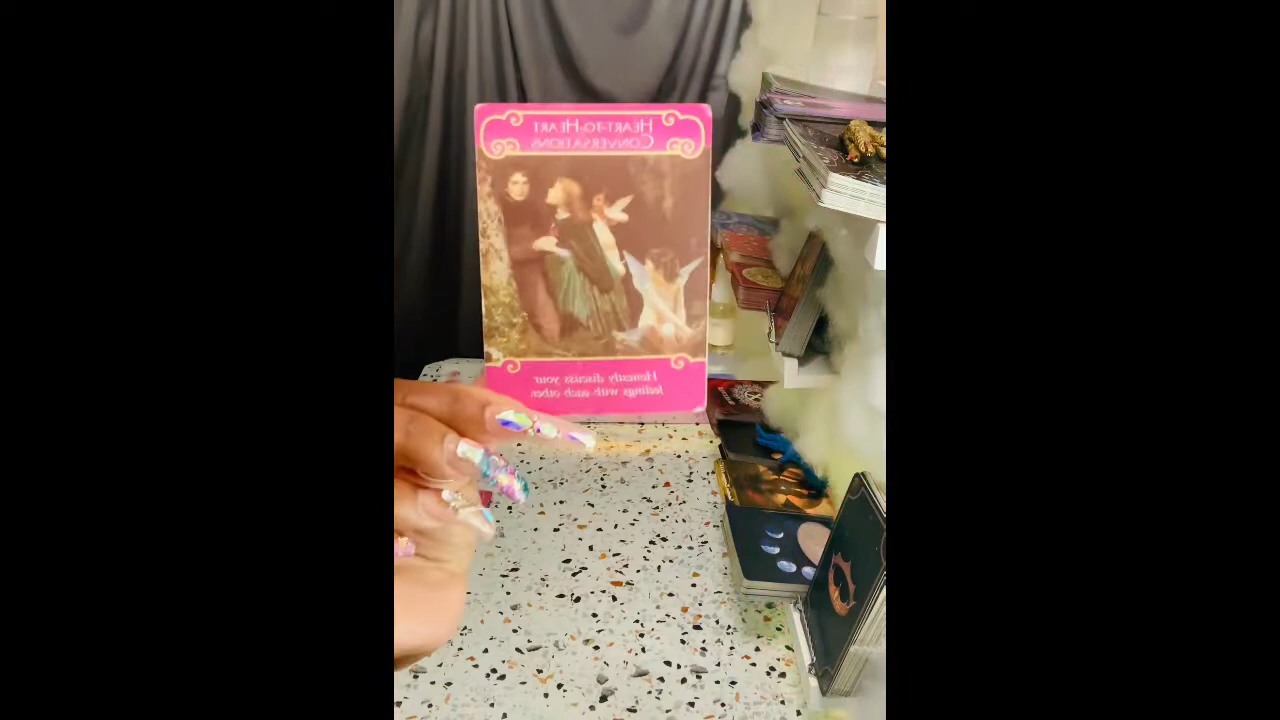 HEART-TO-HEART
CONVERSATIONS
Honestly discuss your
feelings with each other.